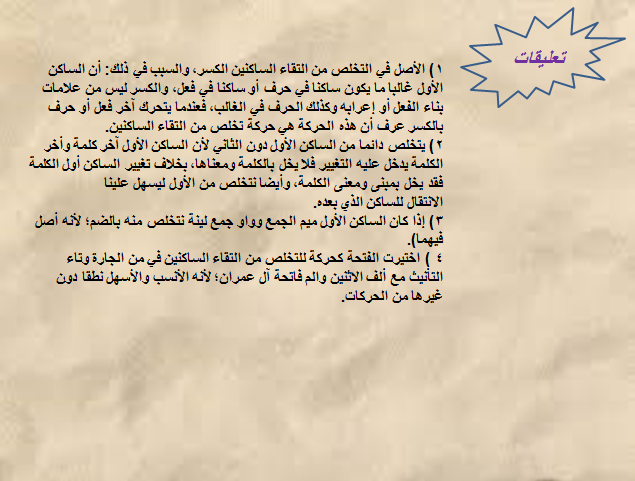 تعليقات
١) الأصل في التخلص من التقاء الساكنين الكسر، والسبب في ذلك: أن الساكن
الأول غالبا ما يكون ساكنا في حرف أو ساكنا في فعل، والكسر ليس من علامات
بناء الفعل أو إعرابه وكذلك الحرف في الغالب، فعندما يتحرك آخر فعل أو حرف
بالكسر عرف أن هذه الحركة هي حركة تخلص من التقاء الساكنين.
٢) يتخلص دائما من الساكن الأول دون الثاني لأن الساكن الأول آخر كلمة وأخر
الكلمة يدخل عليه التغيير فلا يخل بالكلمة ومعناها، بخلاف تغيير الساكن أول الكلمة
فقد يخل بمبنى ومعنى الكلمة، وأيضا نتخلص من الأول ليسهل علينا
الانتقال للساكن الذي بعده.
٣) إذا كان الساكن الأول ميم الجمع وواو جمع لينة نتخلص منه بالضم؛ لأنه أصل
فيهما).
٤ ) اختيرت الفتحة كحركة للتخلص من التقاء الساكنين في من الجارة وتاء
التأنيث مع ألف الاثنين والم فاتحة آل عمران؛ لأنه الأنسب والأسهل نطقا دون
غيرها من الحركات.